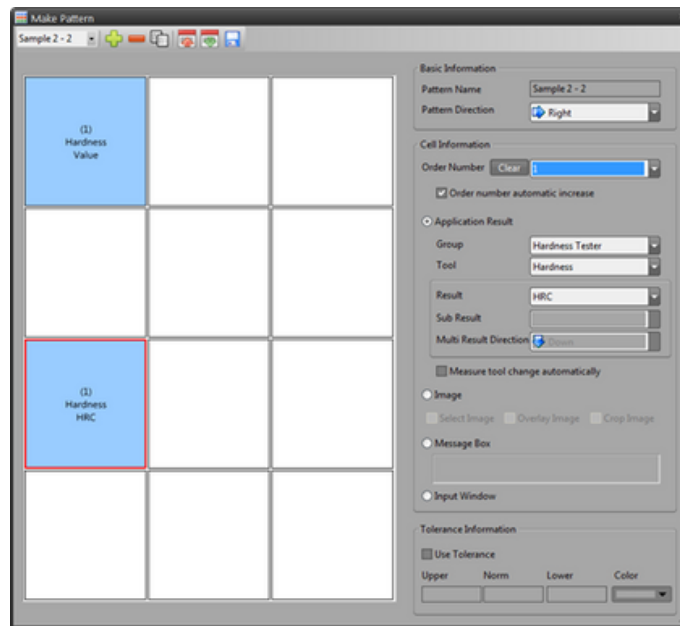 Make Pattern
Sample 2 - 2
(1)
Hardness
Value
(1)
Hardness
HRC
Basic Information
Pattern Name
Sample 2 - 2
Pattern Direction
Right
Cell Information
Order Number
Clear
1
Order number automatic increase
Application Result
Group
Hardness Tester
Tool
Hardness
Result
HRC
Sub Result
Multi Result Direction
Down
Measure tool change automatically
Image
Select Image
Overlay Image
Crop Image
Message Box
Input Window
Tolerance Information
Use Tolerance
Upper
Norm
Lower
Color